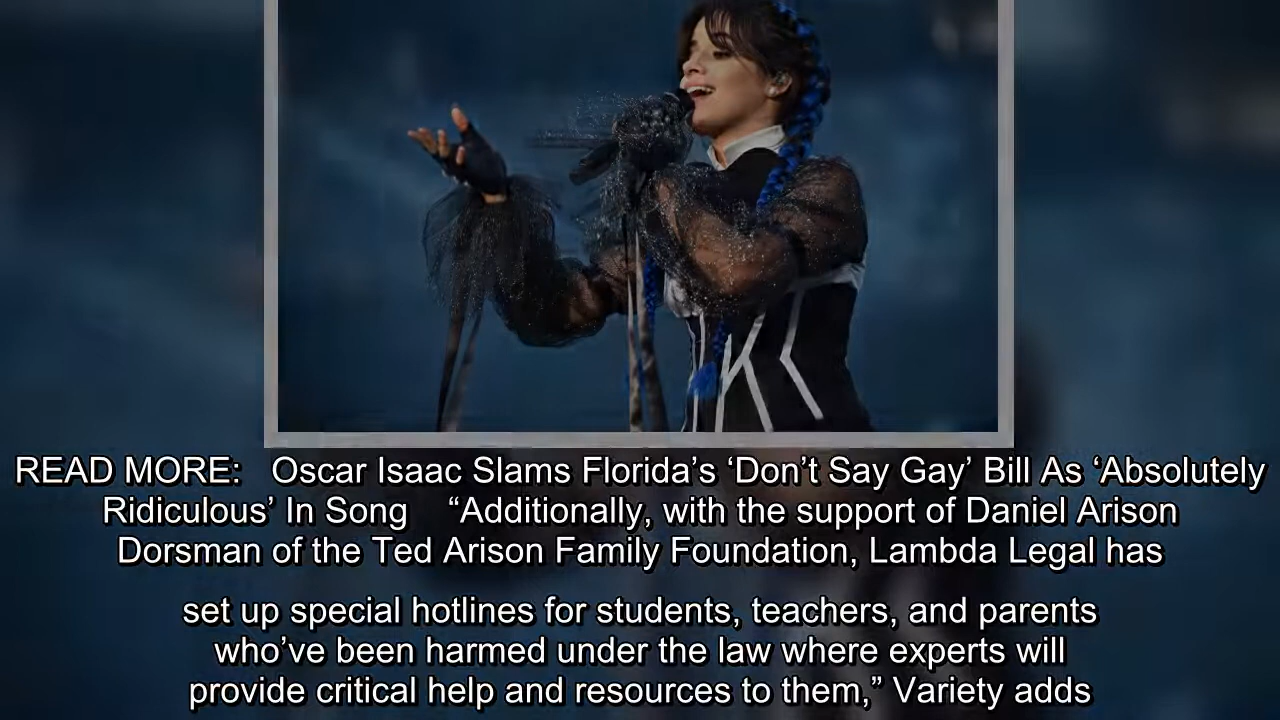 READ MORE: Oscar Isaac Slams Florida’s ‘Don’t Say Gay’ Bill As ‘Absolutely
Ridiculous’ In Song “Additionally, with the support of Daniel Arison
Dorsman of the Ted Arison Family Foundation, Lambda Legal has
set up special hotlines for students, teachers, and parents
who’ve been harmed under the law where experts will
provide critical help and resources to them,” Variety adds